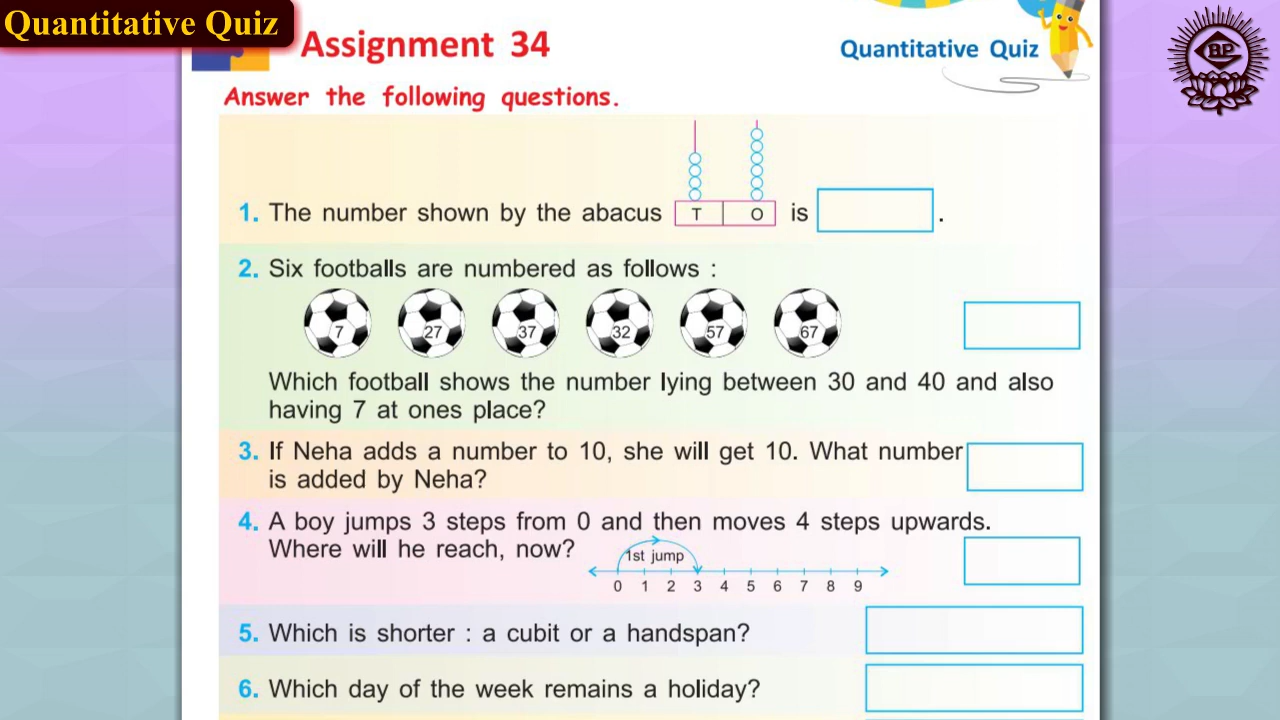 Quantitative Quiz
Assignment 34
Quantitative Quiz
BP
Answer the following questions.
1. The number shown by the abacus T O is .
2. Six footballs are numbered as follows :
7 27 37 32 57 67
Which football shows the number lying between 30 and 40 and also
having 7 at ones place?
3. If Neha adds a number to 10, she will get 10. What number
is added by Neha?
4. A boy jumps 3 steps from 0 and then moves 4 steps upwards.
Where will he reach, now?
1st jump
0 1 2 3 4 5 6 7 8 9
5. Which is shorter : a cubit or a handspan?
6. Which day of the week remains a holiday?